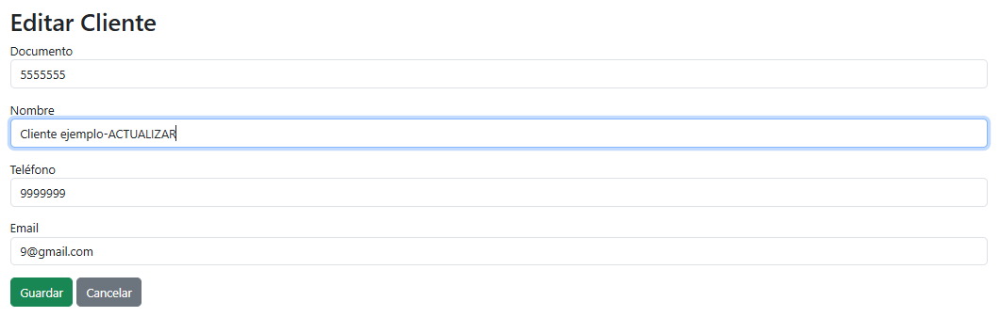 Editar Cliente
Documento
5555555
Nombre
Cliente ejemplo-ACTUALIZAR
Teléfono
9999999
Email
9@gmail.com
Guardar Cancelar